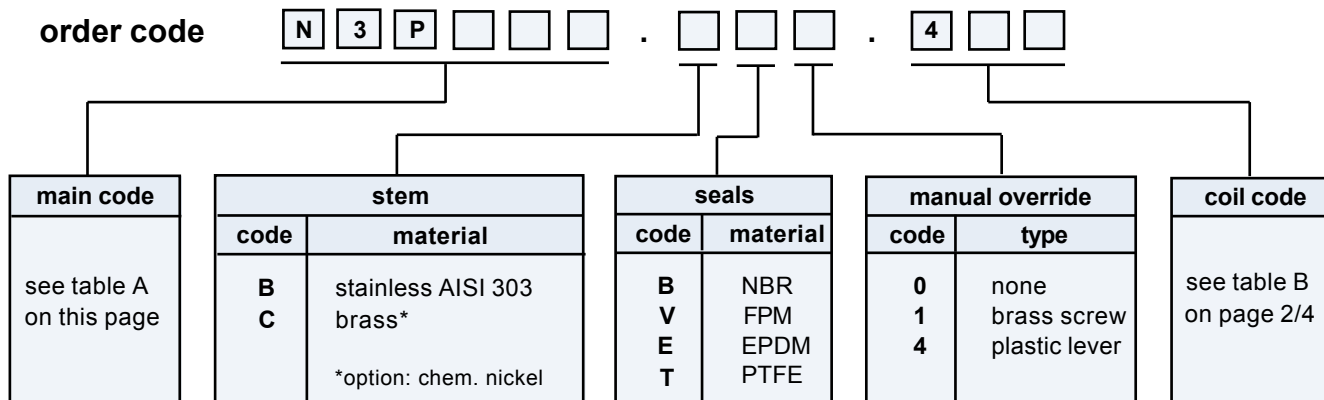 order code N 3 P . . 4
main code
see table A
on this page
stem
code material
B stainless AISI 303
C brass*
*option: chem. nickel
seals
code material
B NBR
V FPM
E EPDM
T PTFE
manual override
code type
0 none
1 brass screw
4 plastic lever
coil code
see table B
on page 2/4